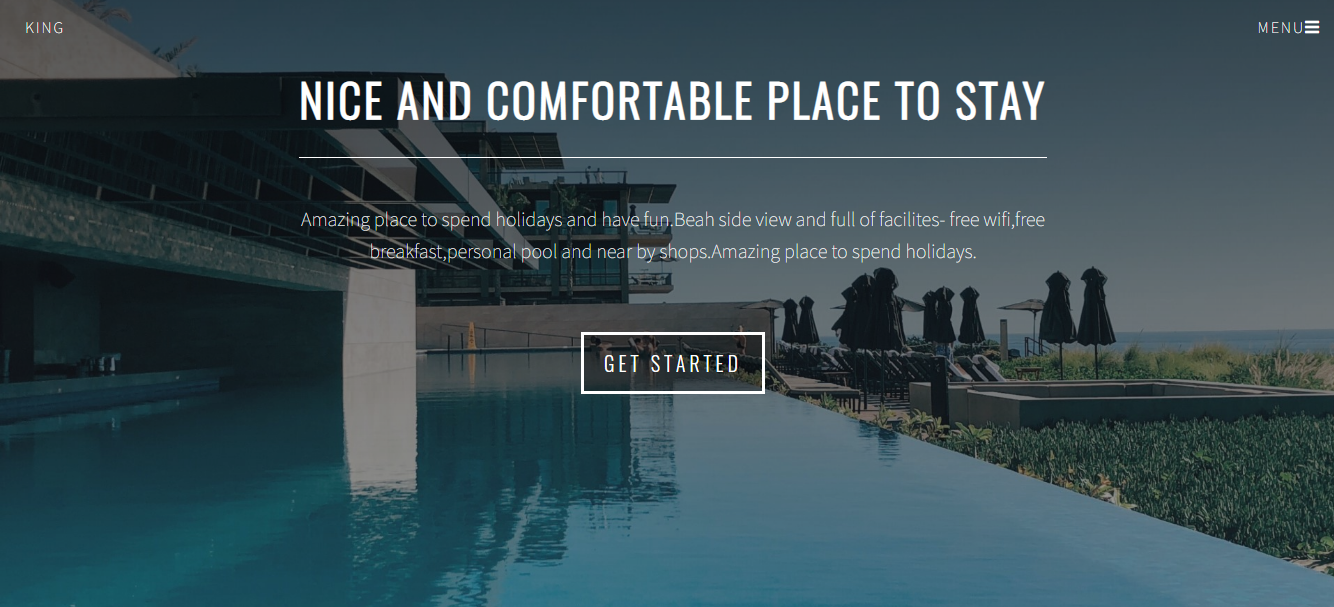 KING
MENU
NICE AND COMFORTABLE PLACE TO STAY
Amazing place to spend holidays and have fun.Beah side view and full of facilites- free wifi,free
breakfast,personal pool and near by shops.Amazing place to spend holidays.
GET STARTED